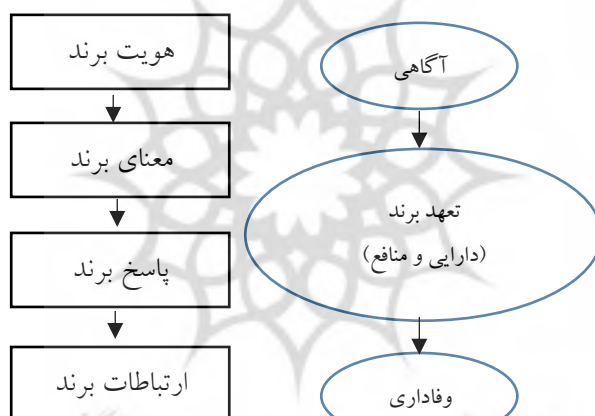 هویت برند
آگاهی
معنای برند
تعهد برند
(دارایی و منافع)
پاسخ برند
ارتباطات برند
وفاداری